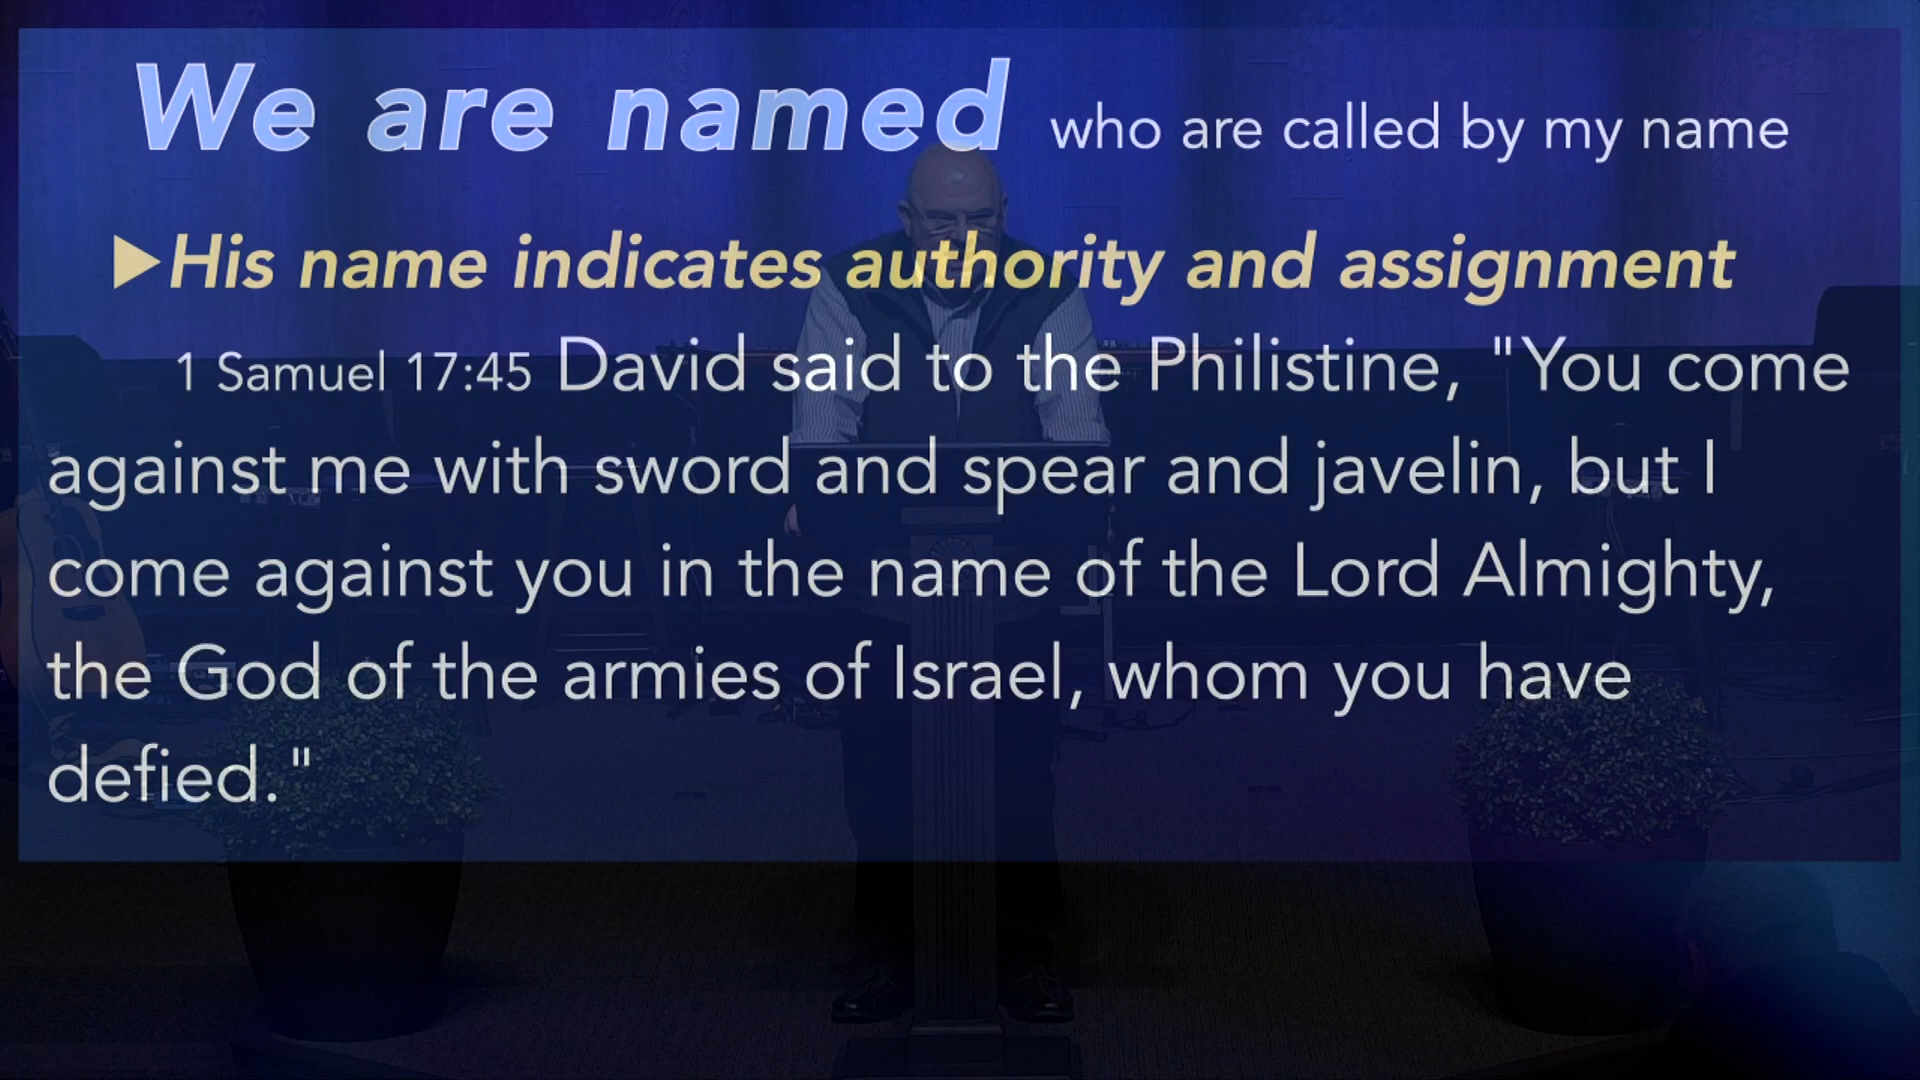 We are named who are called by my name
▶His name indicates authority and assignment
1 Samuel 17:45 David said to the Philistine, "You come
against me with sword and spear and javelin, but I
come against you in the name of the Lord Almighty,
the God of the armies of Israel, whom you have
defied."